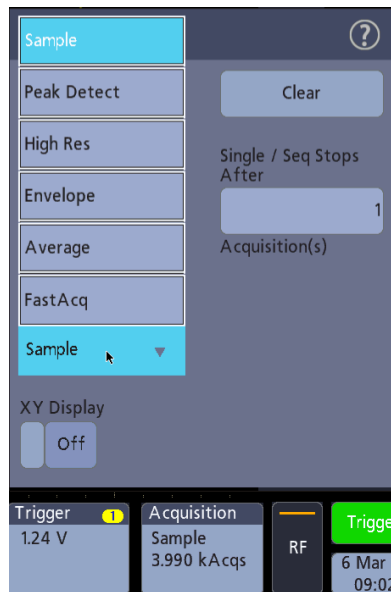 Sample
?
Peak Detect
Clear
High Res
Single / Seq Stops
After
Envelope
1
Average
Acquisition(s)
FastAcq
Sample
XY Display
Off
Trigger 1
1.24 V
Acquisition
Sample
3.990 kAcqs
RF
Trigge
6 Mar
09:02